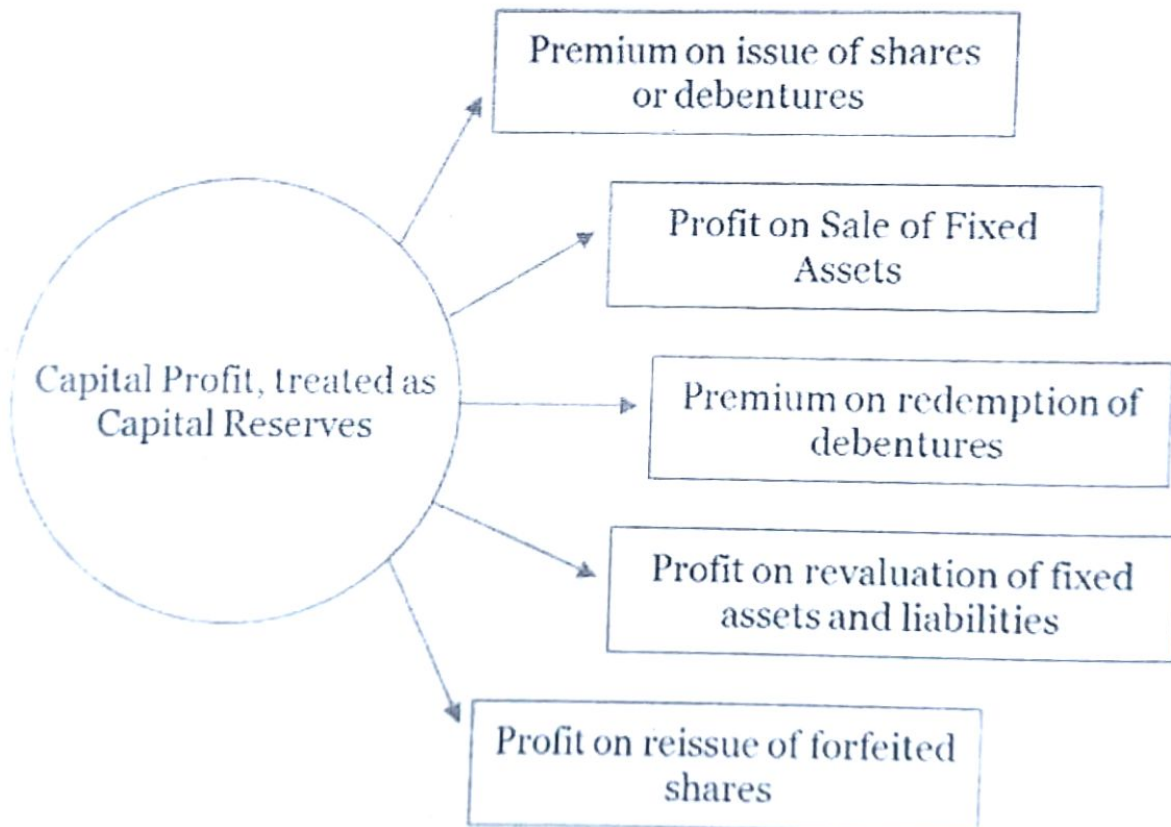 Premium on issue of shares
or debentures
Profit on Sale of Fixed
Assets
Capital Profit, treated as
Capital Reserves
Premium on redemption of
debentures
Profit on revaluation of fixed
assets and liabilities
Profit on reissue of forfeited
shares